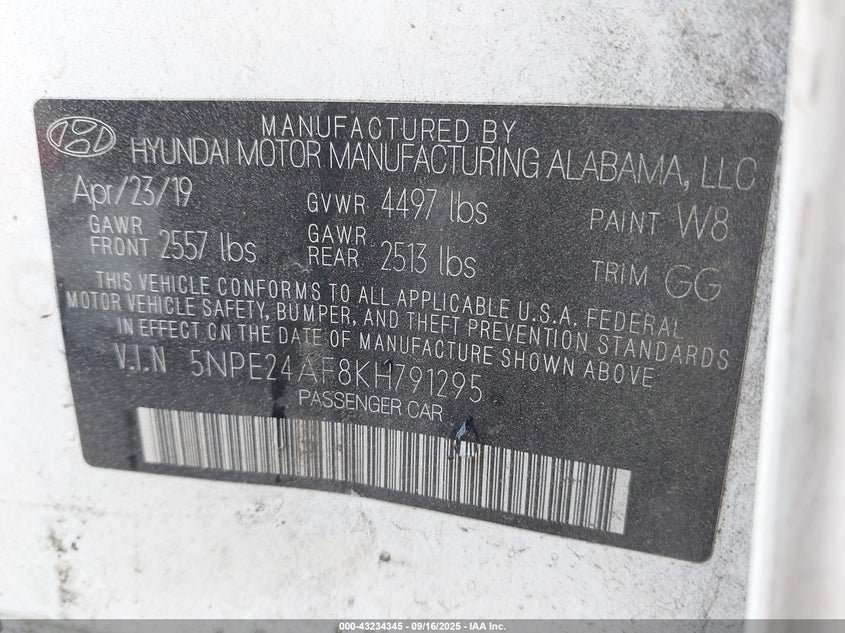 MANUFACTURED BY
HYUNDAI MOTOR MANUFACTURING ALABAMA, LLC
Apr/23/19 GVWR 4497 lbs PAINT W8
GAWR FRONT 2557 lbs GAWR REAR 2513 lbs TRIM GG
THIS VEHICLE CONFORMS TO ALL APPLICABLE U.S.A. FEDERAL
MOTOR VEHICLE SAFETY, BUMPER, AND THEFT PREVENTION STANDARDS
IN EFFECT ON THE DATE OF MANUFACTURE SHOWN ABOVE
V.I.N 5NPE24AF8KH791295
PASSENGER CAR
000-43234345 - 09/16/2025 - IAA Inc.